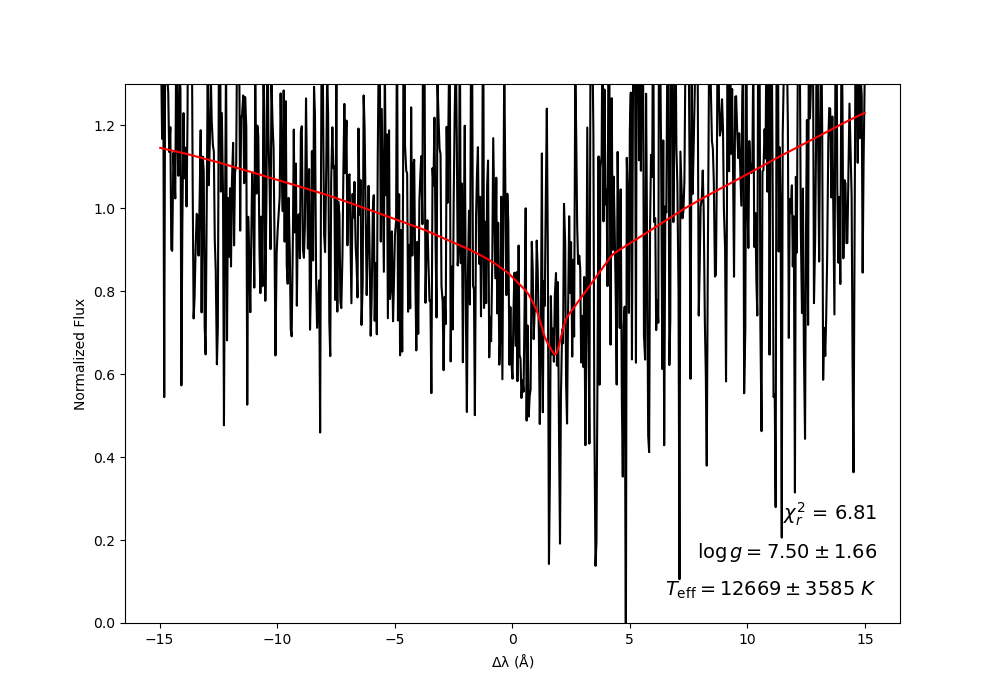 Normalized Flux
1.2
1.0
0.8
0.6
0.4
0.2
0.0
−15
−10
−5
0
5
10
15
Δλ (Å)
χ²ᵣ = 6.81
log g = 7.50 ± 1.66
T_eff = 12669 ± 3585 K